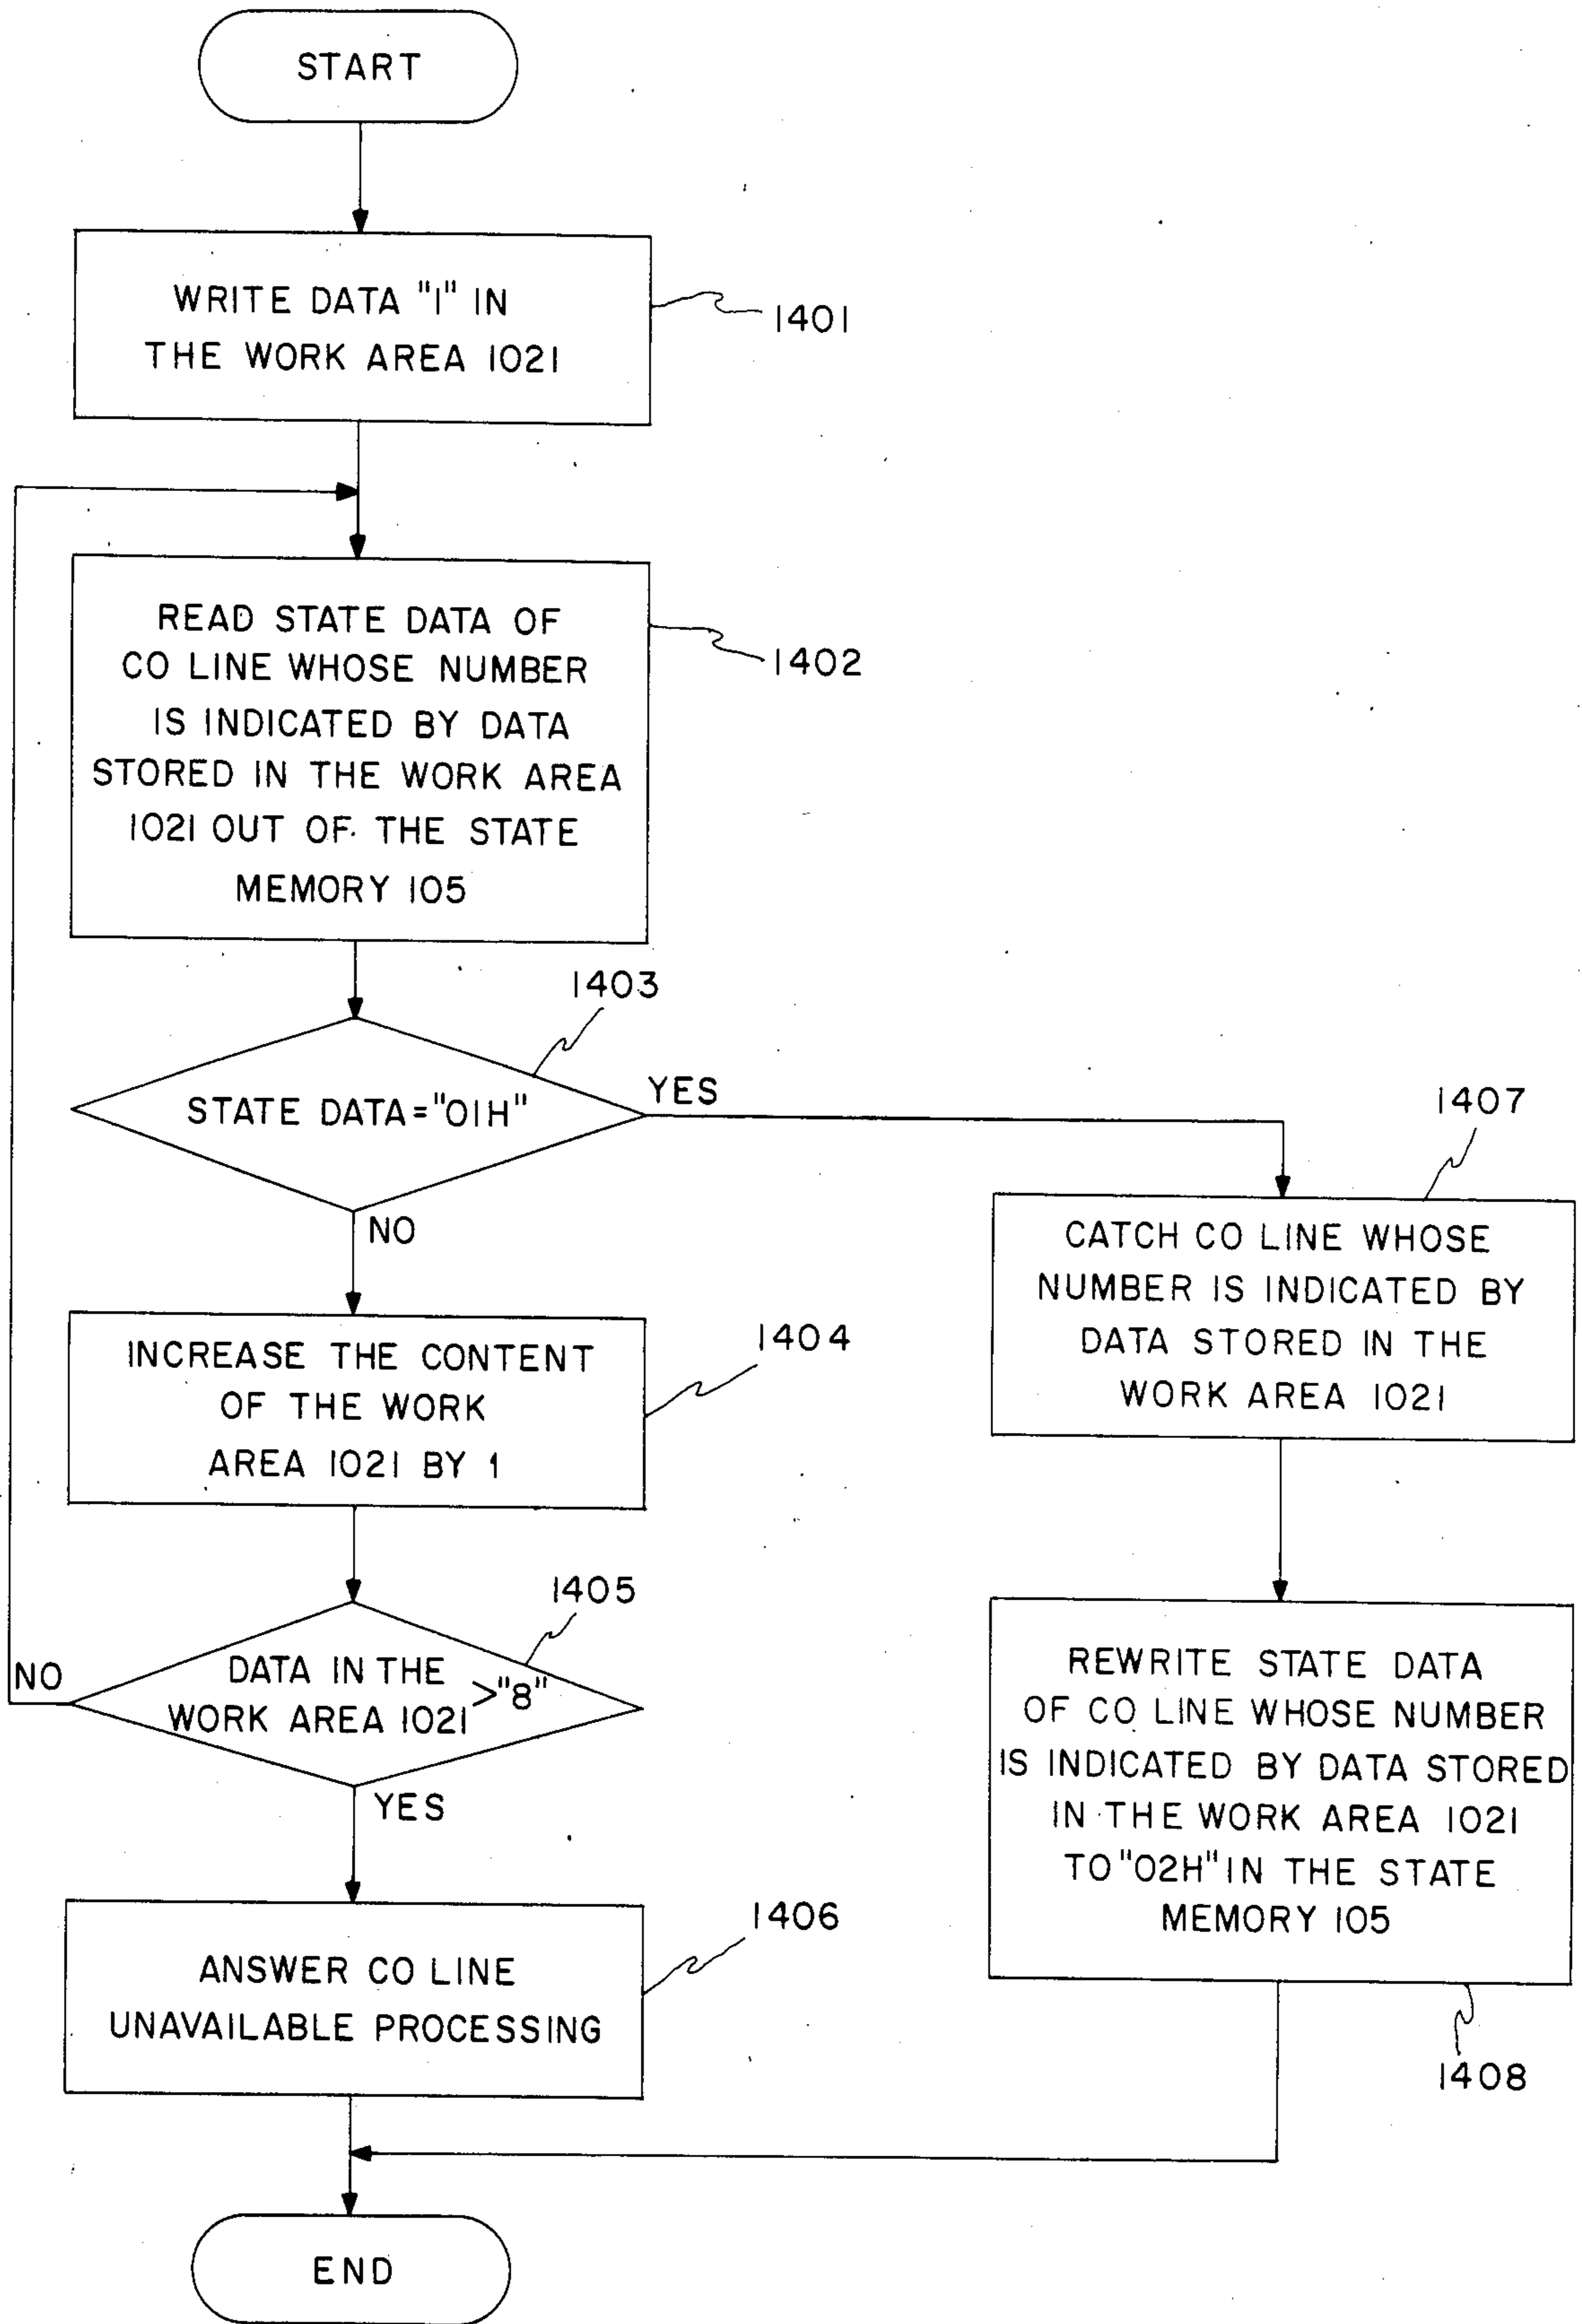 START
WRITE DATA "1" IN
THE WORK AREA 1021
1401
READ STATE DATA OF
CO LINE WHOSE NUMBER
IS INDICATED BY DATA
STORED IN THE WORK AREA
1021 OUT OF THE STATE
MEMORY 105
1402
1403
STATE DATA="01H"
YES
NO
INCREASE THE CONTENT
OF THE WORK
AREA 1021 BY 1
1404
1405
DATA IN THE
WORK AREA 1021 >"8"
NO
YES
ANSWER CO LINE
UNAVAILABLE PROCESSING
1406
1407
CATCH CO LINE WHOSE
NUMBER IS INDICATED BY
DATA STORED IN THE
WORK AREA 1021
REWRITE STATE DATA
OF CO LINE WHOSE NUMBER
IS INDICATED BY DATA STORED
IN THE WORK AREA 1021
TO "02H" IN THE STATE
MEMORY 105
1408
END